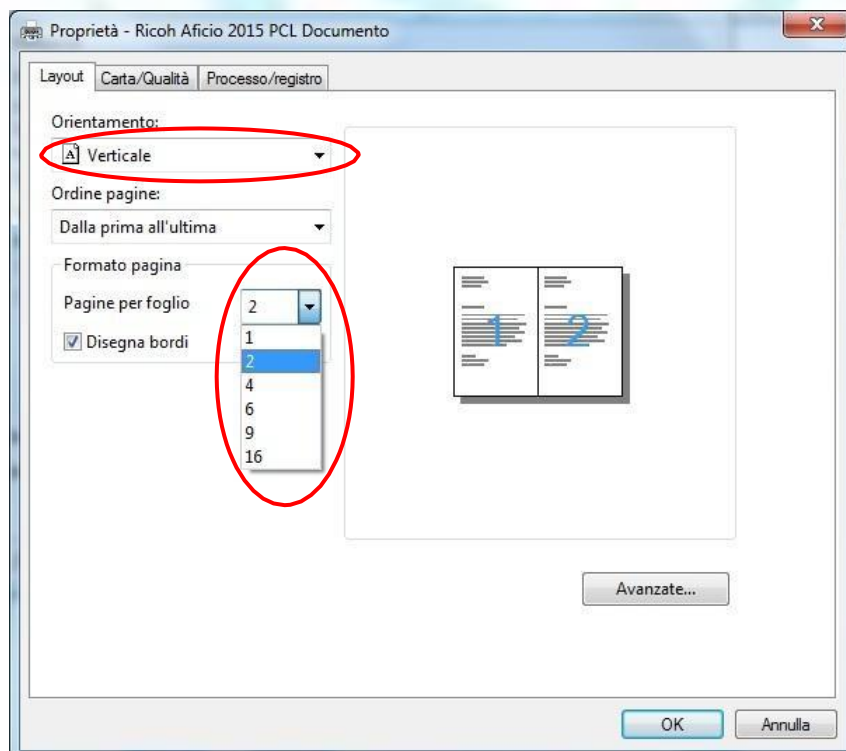 Proprietà - Ricoh Aficio 2015 PCL Documento
Layout Carta/Qualità Processo/registro
Orientamento:
A Verticale
Ordine pagine:
Dalla prima all'ultima
Formato pagina
Pagine per foglio 2
Disegna bordi
1
2
4
6
9
16
1 2
Avanzate...
OK Annulla